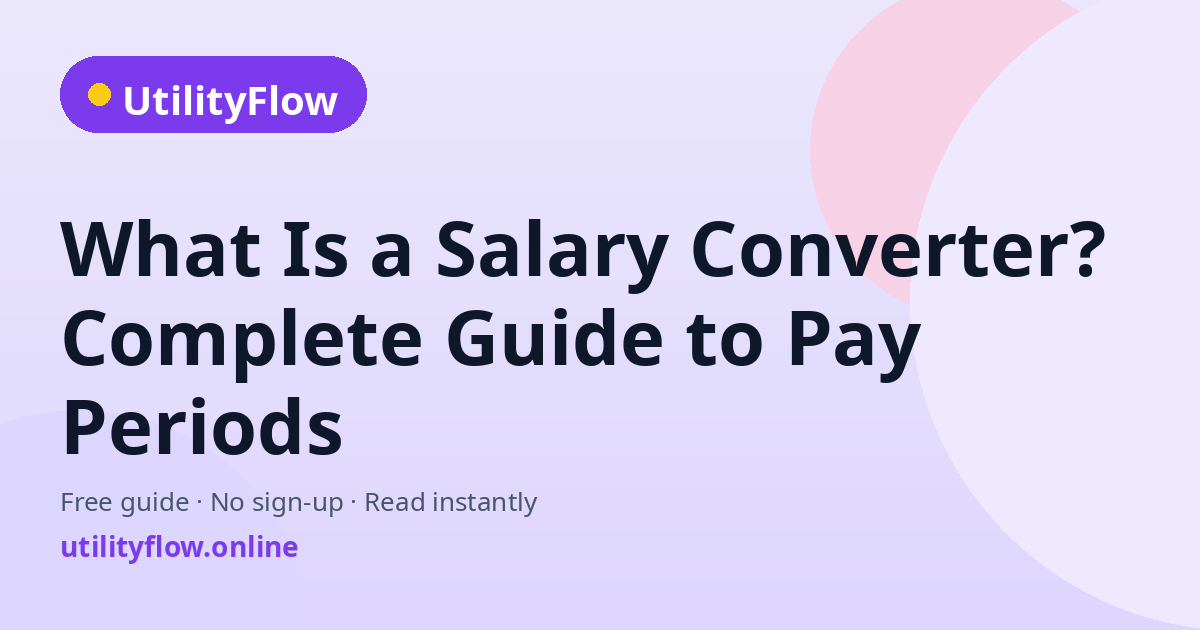 UtilityFlow
What Is a Salary Converter?
Complete Guide to Pay
Periods
Free guide · No sign-up · Read instantly
utilityflow.online